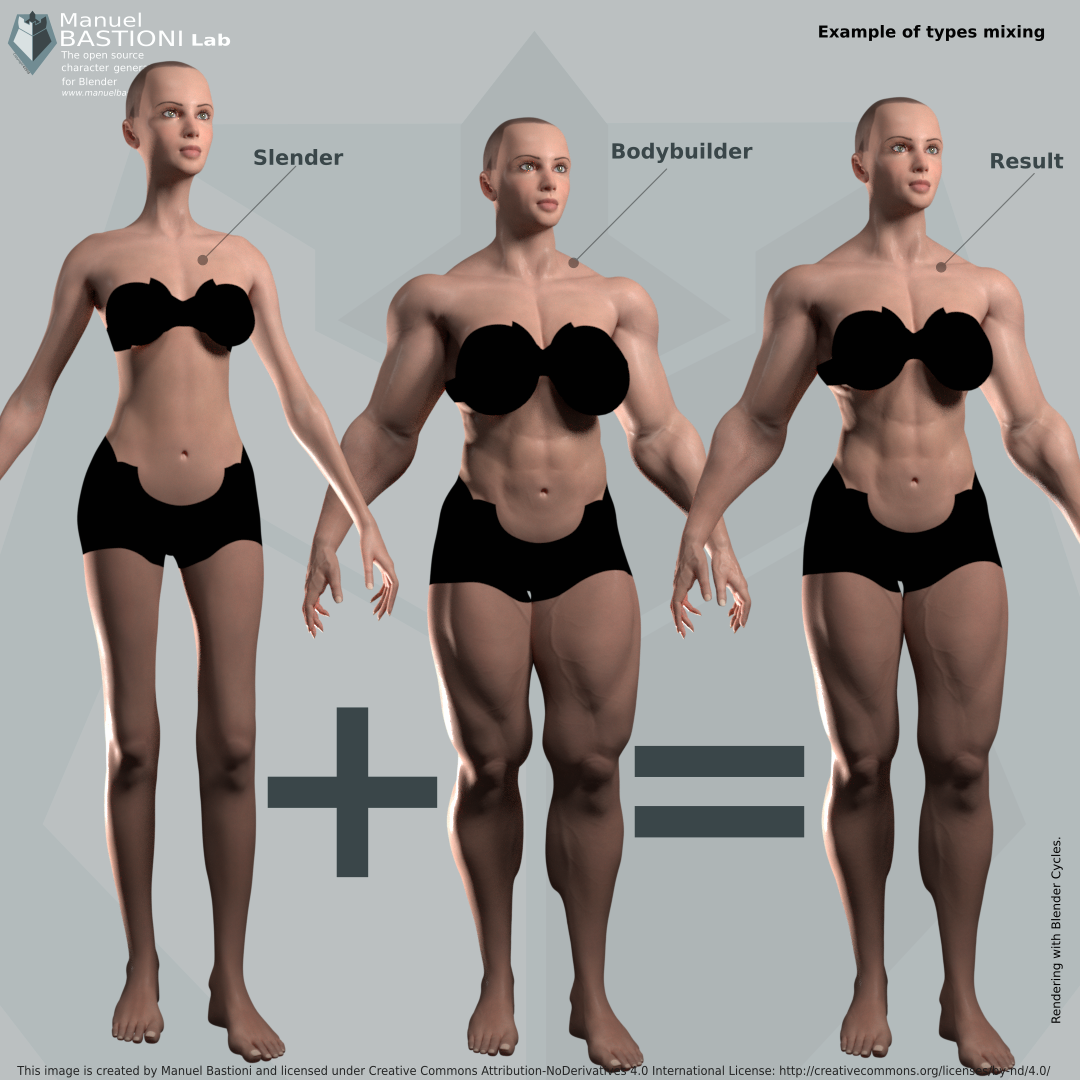 Manuel
BASTIONI Lab
The open source
character gener
for Blender
www.manuelba
Example of types mixing
Slender
Bodybuilder
Result
Rendering with Blender Cycles.
This image is created by Manuel Bastioni and licensed under Creative Commons Attribution-NoDerivatives 4.0 International License: http://creativecommons.org/licenses/by-nd/4.0/